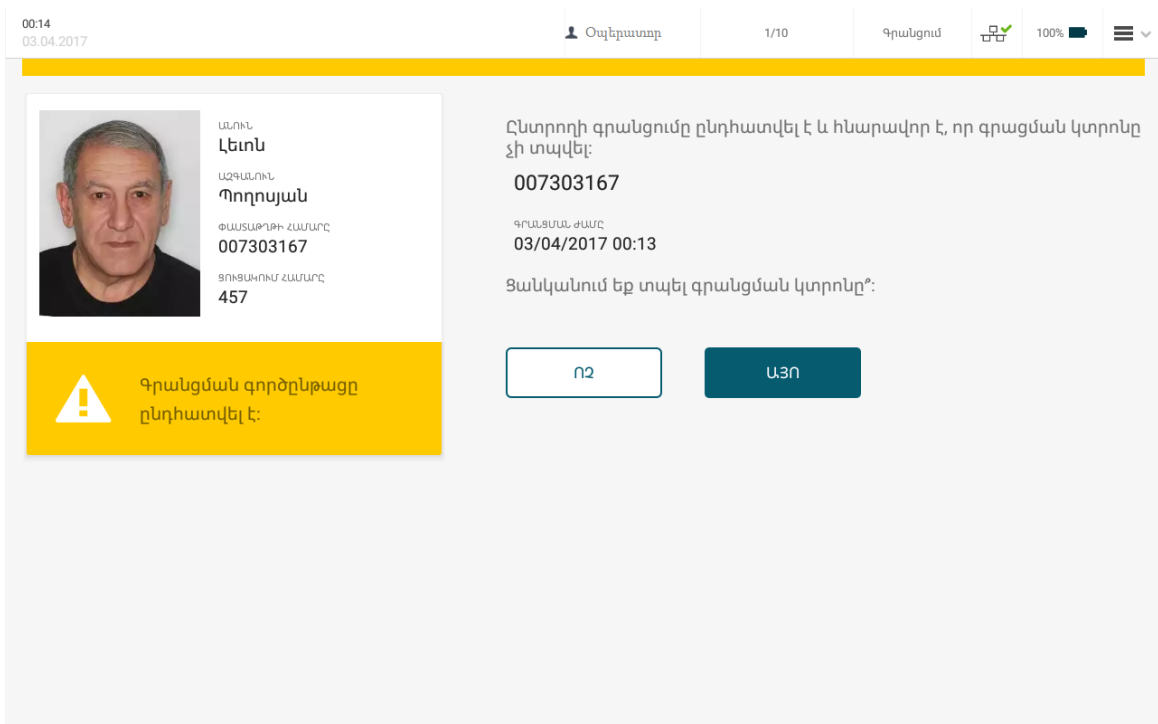 00:14
03.04.2017
Օպերատոր
1/10
Գրանցում
100%
ԱՆՈՒՆ
Լեւոն
ԱԶԳԱՆՈՒՆ
Պողոսյան
ՓԱՍՏԱԹՂԹԻ ՀԱՄԱՐԸ
007303167
ՑՈՒՑԱԿՈՒՄ ՀԱՄԱՐԸ
457
Գրանցման գործընթացը
ընդհատվել է:
Ընտրողի գրանցումը ընդհատվել է և հնարավոր է, որ գրացման կտրոնը
չի տպվել:
007303167
ԳՐԱՆՑՄԱՆ ԺԱՄԸ
03/04/2017 00:13
Ցանկանում եք տպել գրանցման կտրոնը՞:
ՈՉ
ԱՅՈ